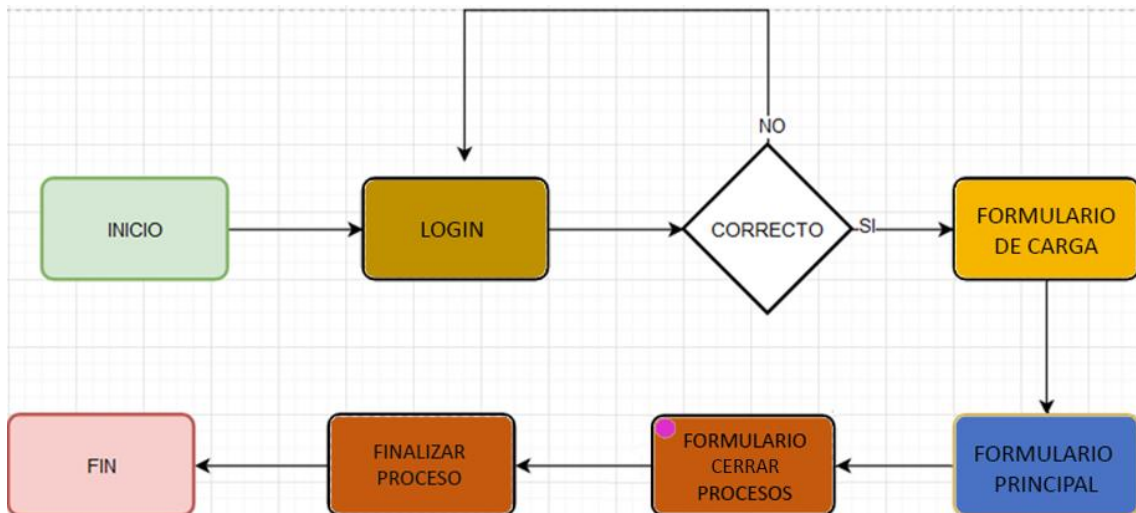 NO
INICIO
LOGIN
CORRECTO
SI
FORMULARIO
DE CARGA
FIN
FINALIZAR
PROCESO
FORMULARIO
CERRAR
PROCESOS
FORMULARIO
PRINCIPAL